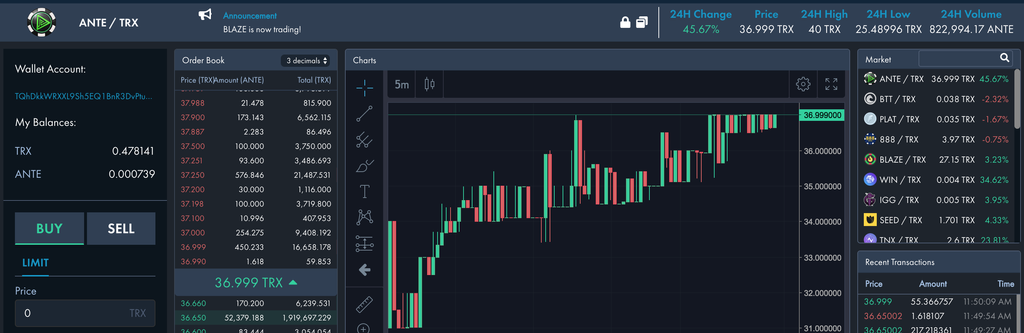 ANTE / TRX
Announcement
BLAZE is now trading!
24H Change Price 24H High 24H Low 24H Volume
45.67% 36.999 TRX 40 TRX 25.48996 TRX 822,994.17 ANTE
Wallet Account:
TQhDkkWRXXL9Sh5EQ1BnR3DvPtu...
My Balances:
TRX 0.478141
ANTE 0.000739
BUY SELL
LIMIT
Price
0 TRX
Order Book 3 decimals
Price (TRX) Amount (ANTE) Total (TRX)
37.988 21.478 815.900
37.900 173.143 6,562.115
37.887 2.283 86.496
37.500 100.000 3,750.000
37.251 93.600 3,486.693
37.250 576.846 21,487.531
37.200 30.000 1,116.000
37.198 100.000 3,719.800
37.100 10.996 407.953
37.000 254.275 9,408.192
36.999 450.233 16,658.178
36.990 1.618 59.853
36.999 TRX
36.660 170.200 6,239.531
36.650 52,379.188 1,919,697.229
36.600 83.444 3,054.054
Charts
5m
T
36.999000
36.000000
35.000000
34.000000
33.000000
32.000000
31.000000
Market
ANTE / TRX 36.999 TRX 45.67%
BTT / TRX 0.038 TRX -2.32%
PLAT / TRX 0.035 TRX -1.67%
888 / TRX 3.97 TRX -0.75%
BLAZE / TRX 27.15 TRX 3.23%
WIN / TRX 0.004 TRX 34.62%
IGG / TRX 0.005 TRX 3.95%
SEED / TRX 1.701 TRX 4.33%
TNX / TRX 2.6 TRX 23.81%
Recent Transactions
Price Amount Time
36.999 55.366757 11:50:09 AM
36.65002 1.618107 11:49:54 AM
36.65002 217.218361 11:49:27 AM